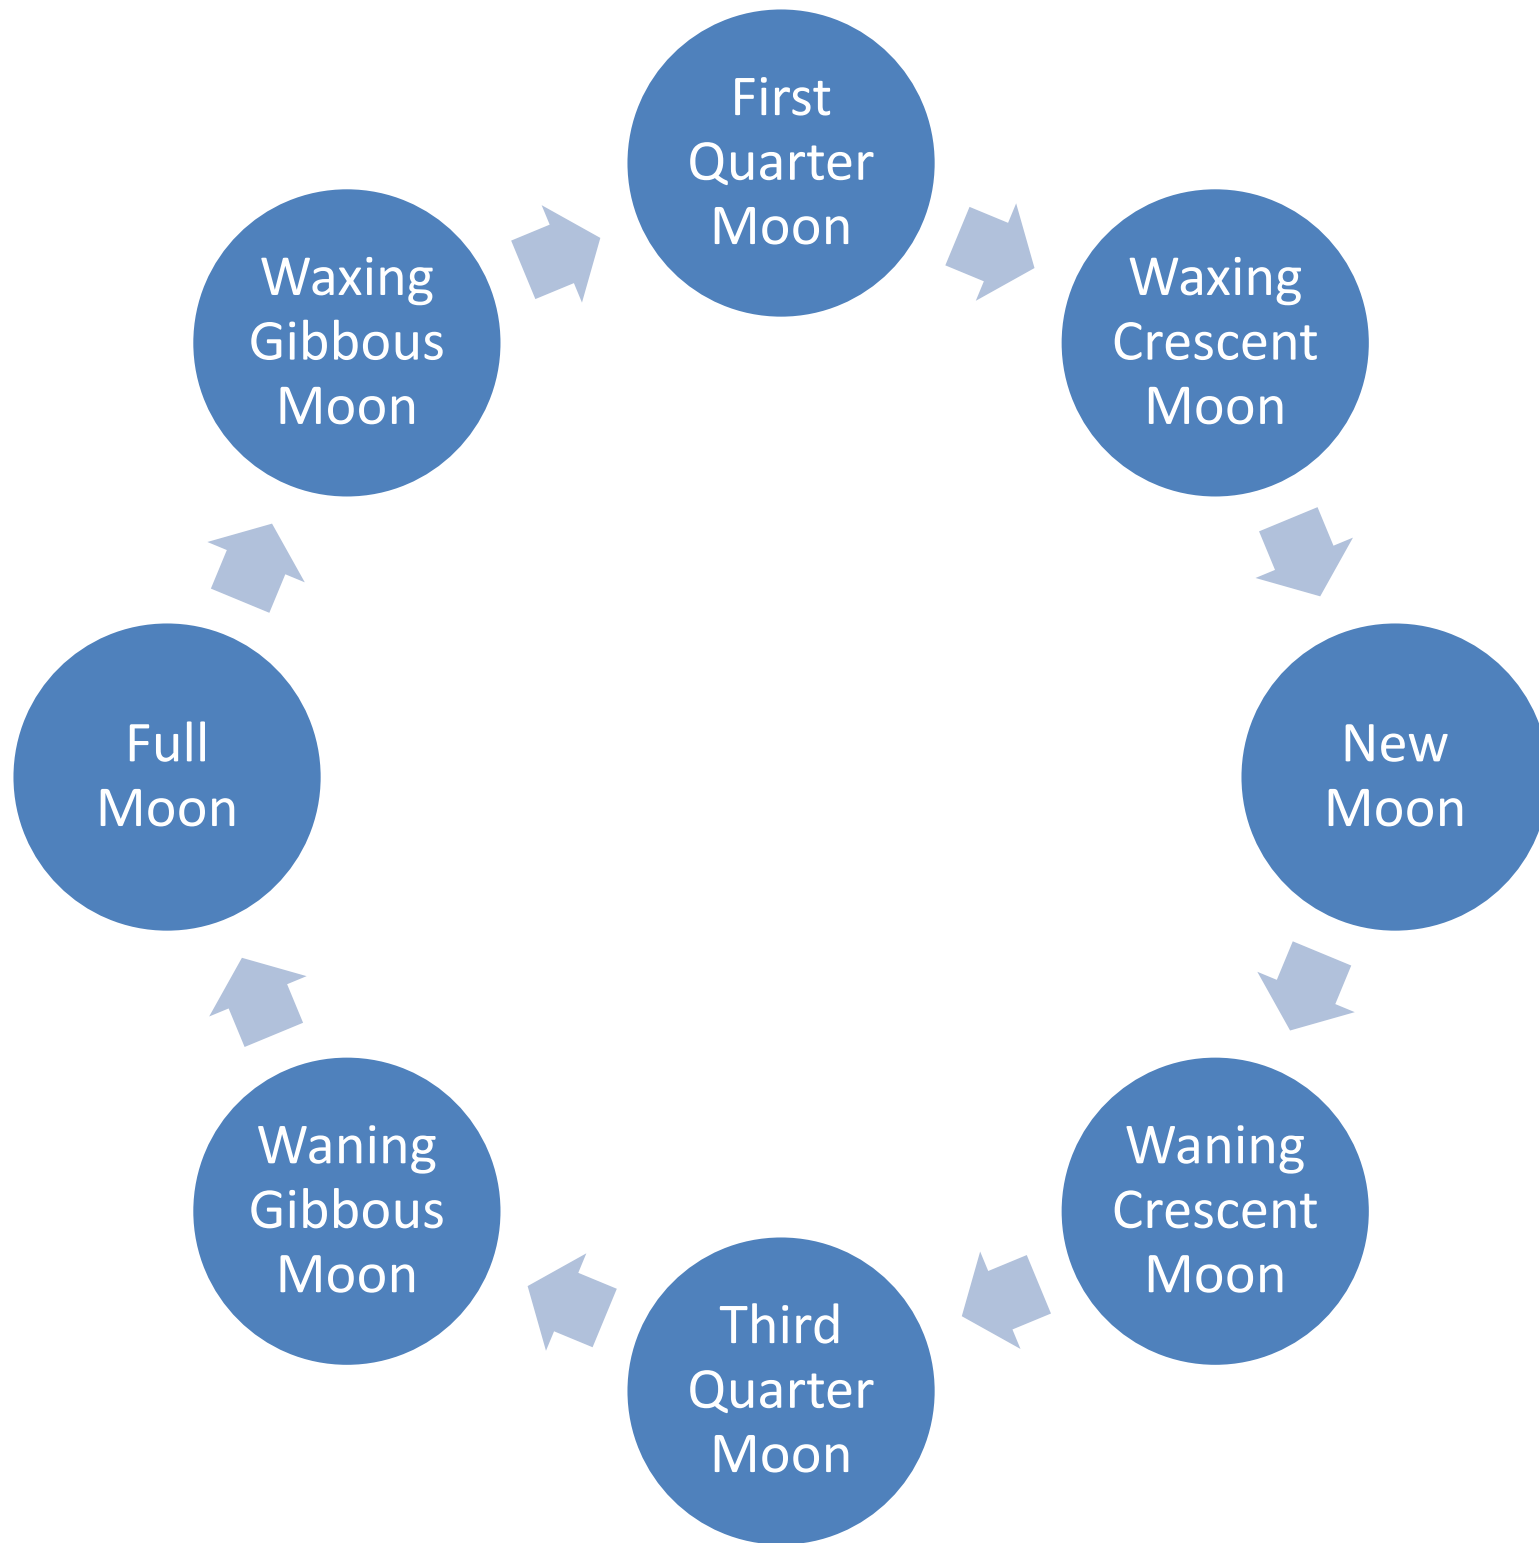 First
Quarter
Moon
Waxing
Crescent
Moon
New
Moon
Waning
Crescent
Moon
Third
Quarter
Moon
Waning
Gibbous
Moon
Full
Moon
Waxing
Gibbous
Moon